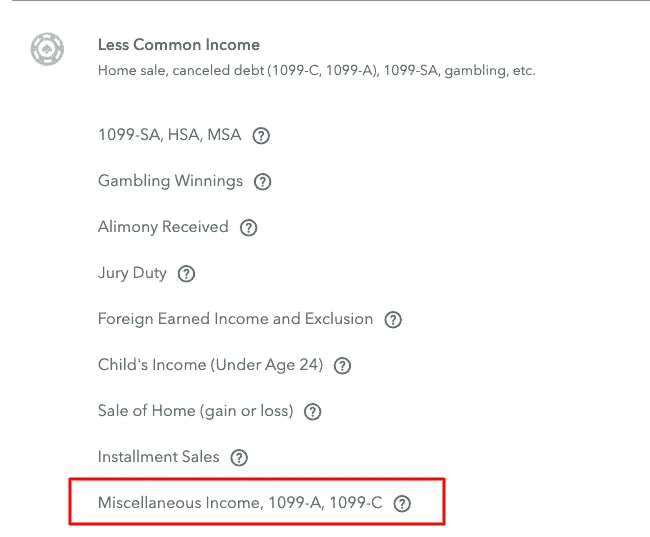 Less Common Income
Home sale, canceled debt (1099-C, 1099-A), 1099-SA, gambling, etc.
1099-SA, HSA, MSA ?
Gambling Winnings ?
Alimony Received ?
Jury Duty ?
Foreign Earned Income and Exclusion ?
Child's Income (Under Age 24) ?
Sale of Home (gain or loss) ?
Installment Sales ?
Miscellaneous Income, 1099-A, 1099-C ?